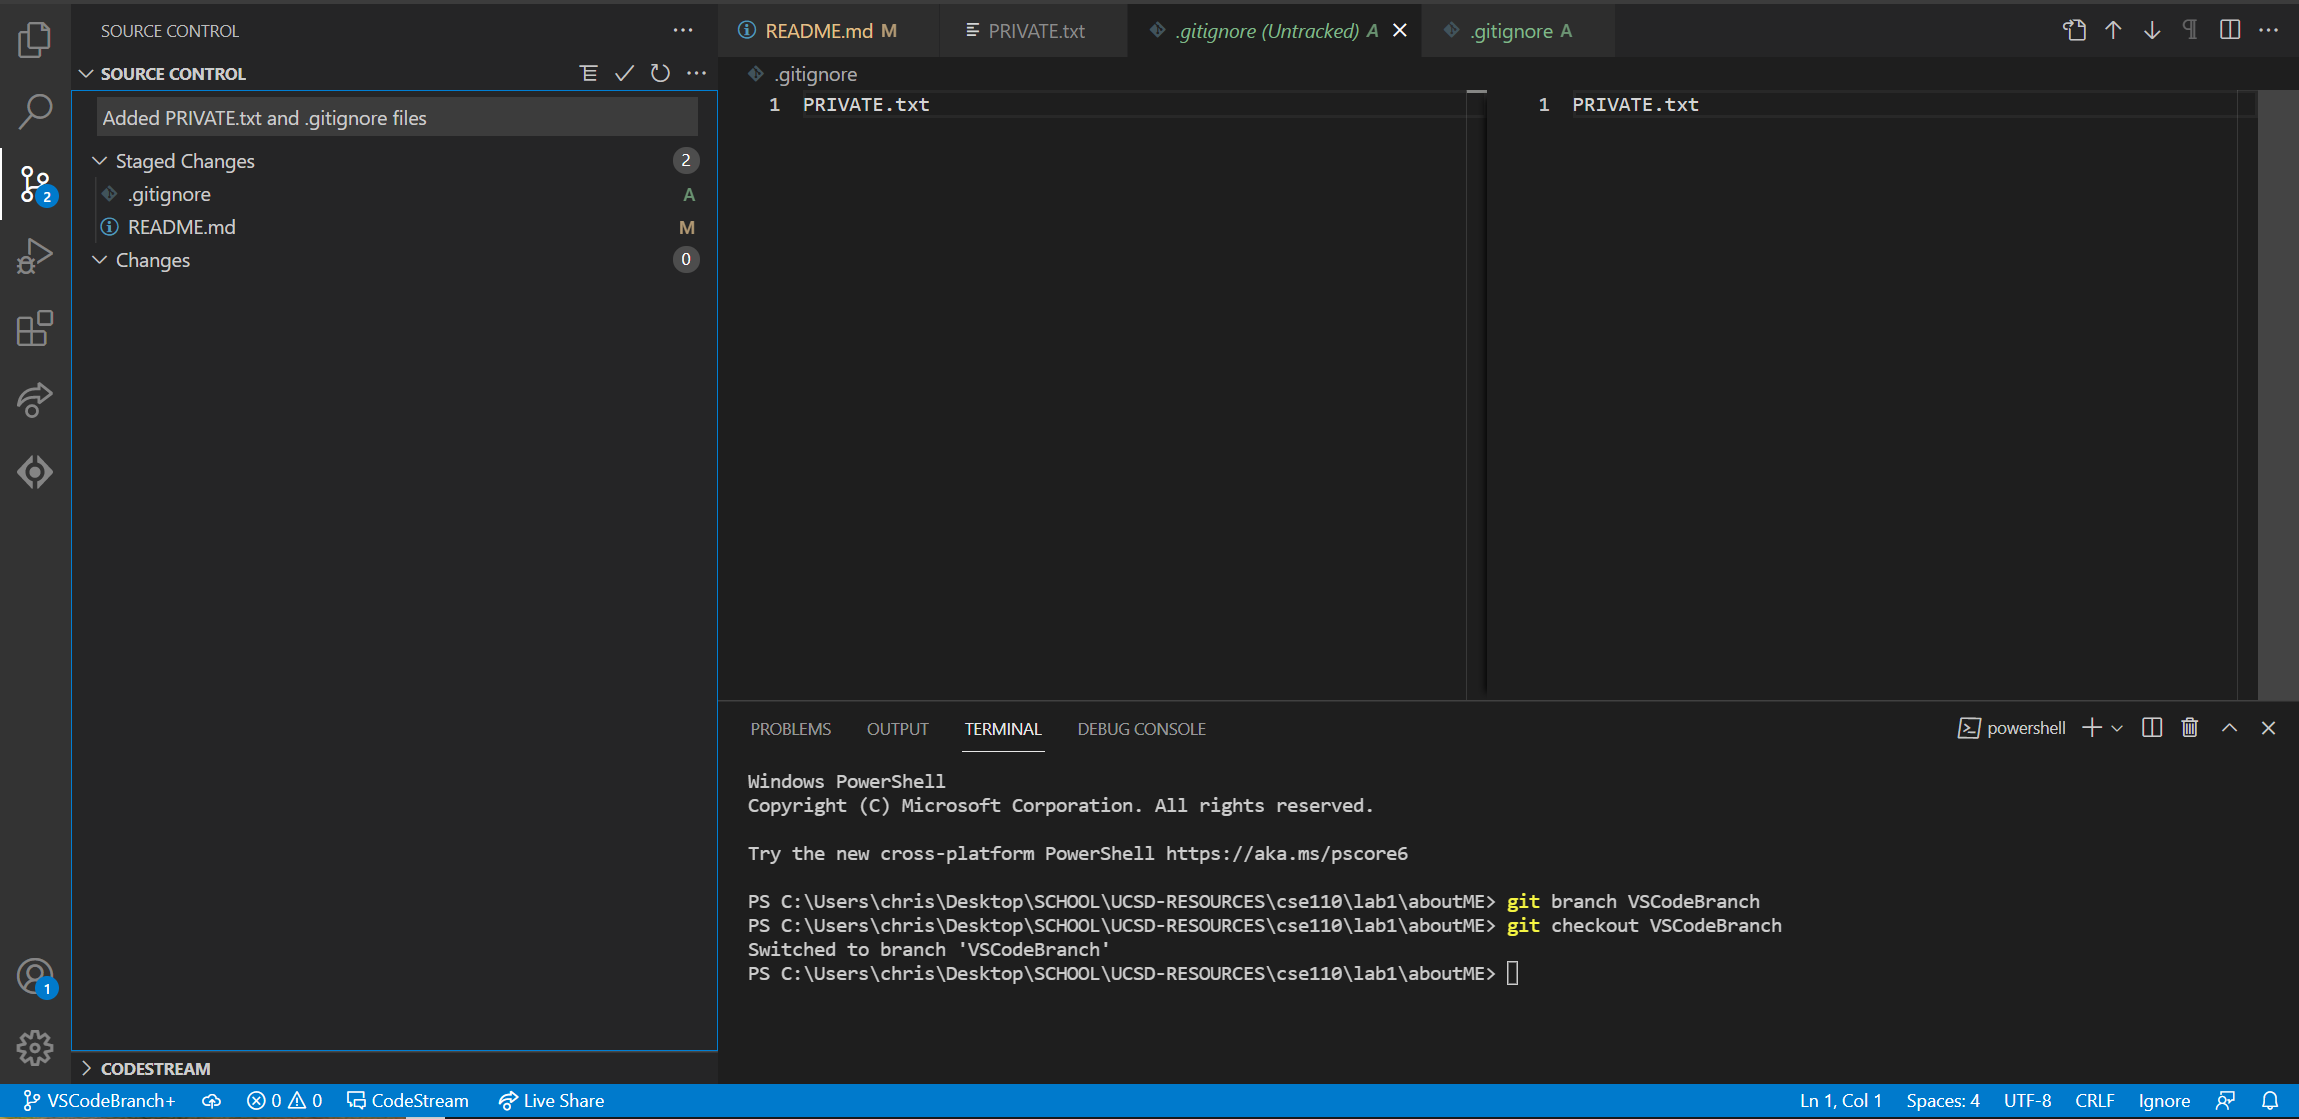 SOURCE CONTROL
SOURCE CONTROL
Added PRIVATE.txt and .gitignore files
Staged Changes 2
.gitignore A
README.md M
Changes 0
2
1
CODESTREAM
README.md M
PRIVATE.txt
.gitignore (Untracked) A
.gitignore A
.gitignore
1 PRIVATE.txt
1 PRIVATE.txt
PROBLEMS OUTPUT TERMINAL DEBUG CONSOLE
powershell
Windows PowerShell
Copyright (C) Microsoft Corporation. All rights reserved.
Try the new cross-platform PowerShell https://aka.ms/pscore6
PS C:\Users\chris\Desktop\SCHOOL\UCSD-RESOURCES\cse110\lab1\aboutME> git branch VSCodeBranch
PS C:\Users\chris\Desktop\SCHOOL\UCSD-RESOURCES\cse110\lab1\aboutME> git checkout VSCodeBranch
Switched to branch 'VSCodeBranch'
PS C:\Users\chris\Desktop\SCHOOL\UCSD-RESOURCES\cse110\lab1\aboutME>
VSCodeBranch+ 0 0 CodeStream Live Share Ln 1, Col 1 Spaces: 4 UTF-8 CRLF Ignore